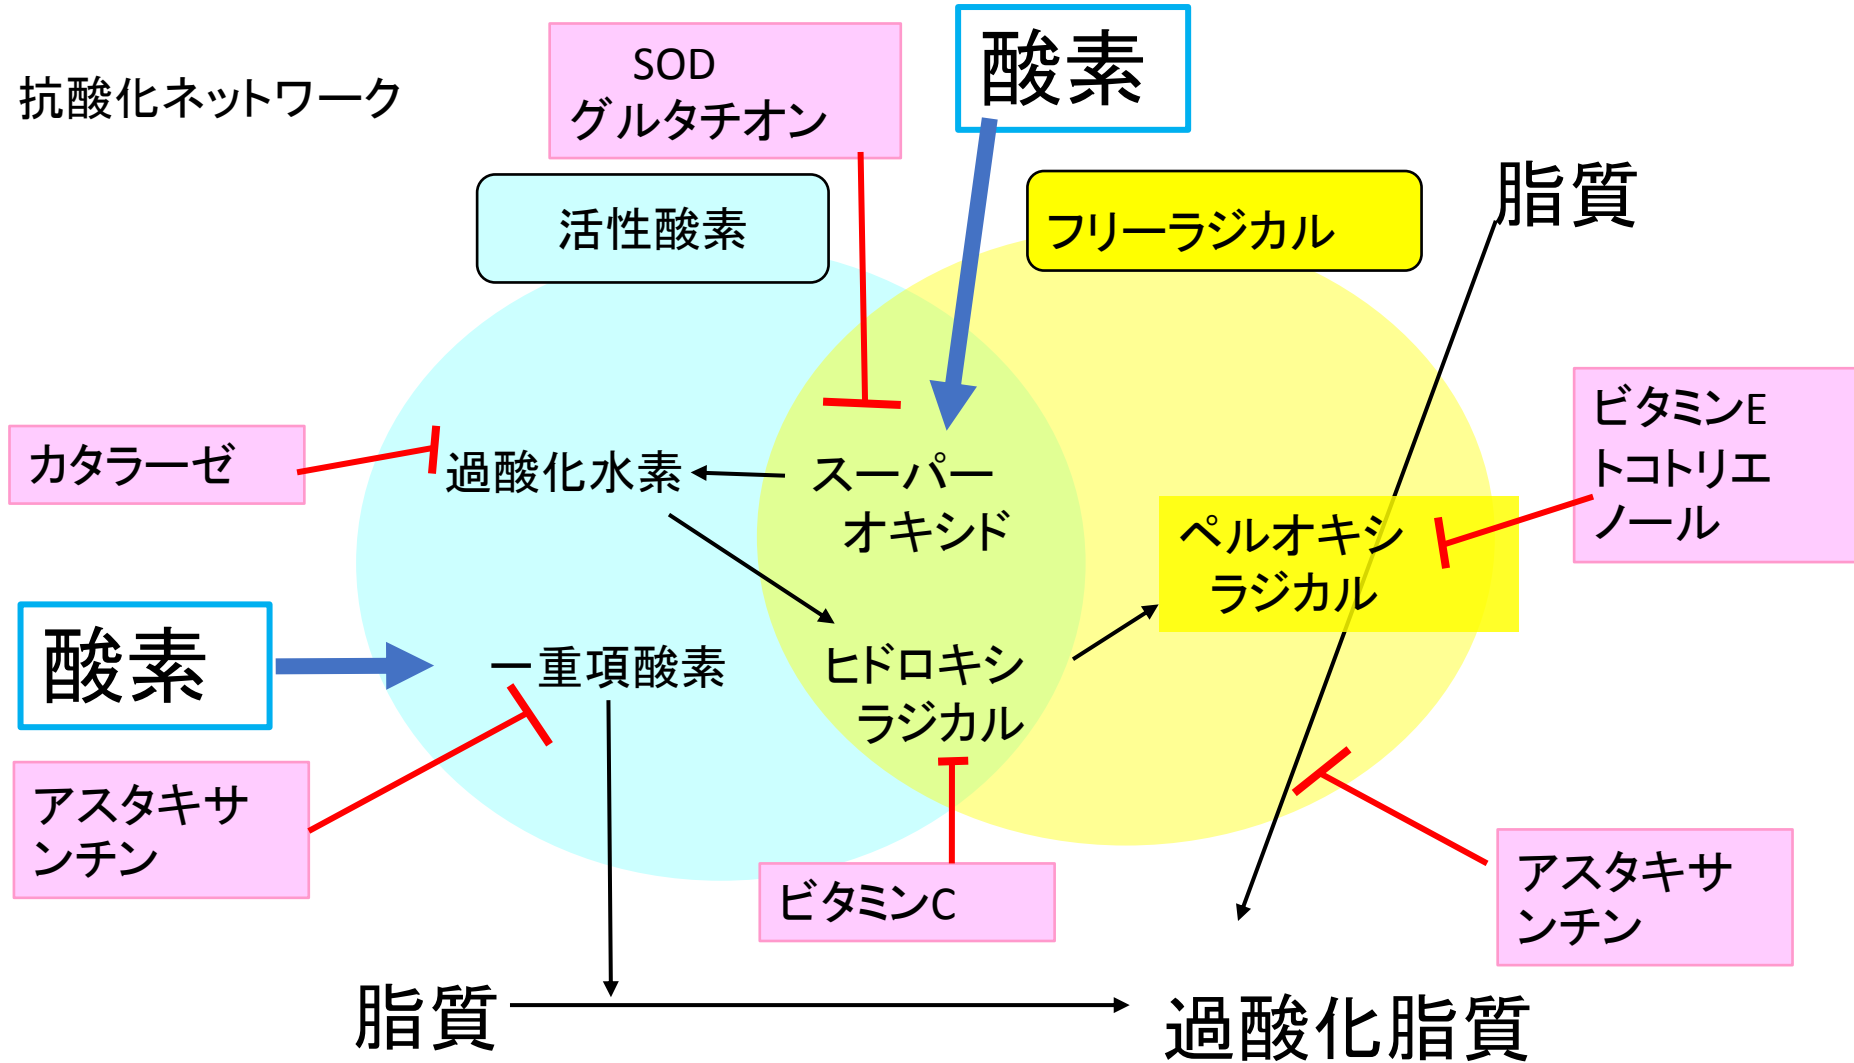 抗酸化ネットワーク
SOD
グルタチオン
酸素
活性酸素
フリーラジカル
脂質
カタラーゼ
過酸化水素
スーパー
オキシド
ペルオキシ
ラジカル
ビタミンE
トコトリエ
ノール
酸素
一重項酸素
ヒドロキシ
ラジカル
アスタキサ
ンチン
ビタミンC
アスタキサ
ンチン
脂質
過酸化脂質